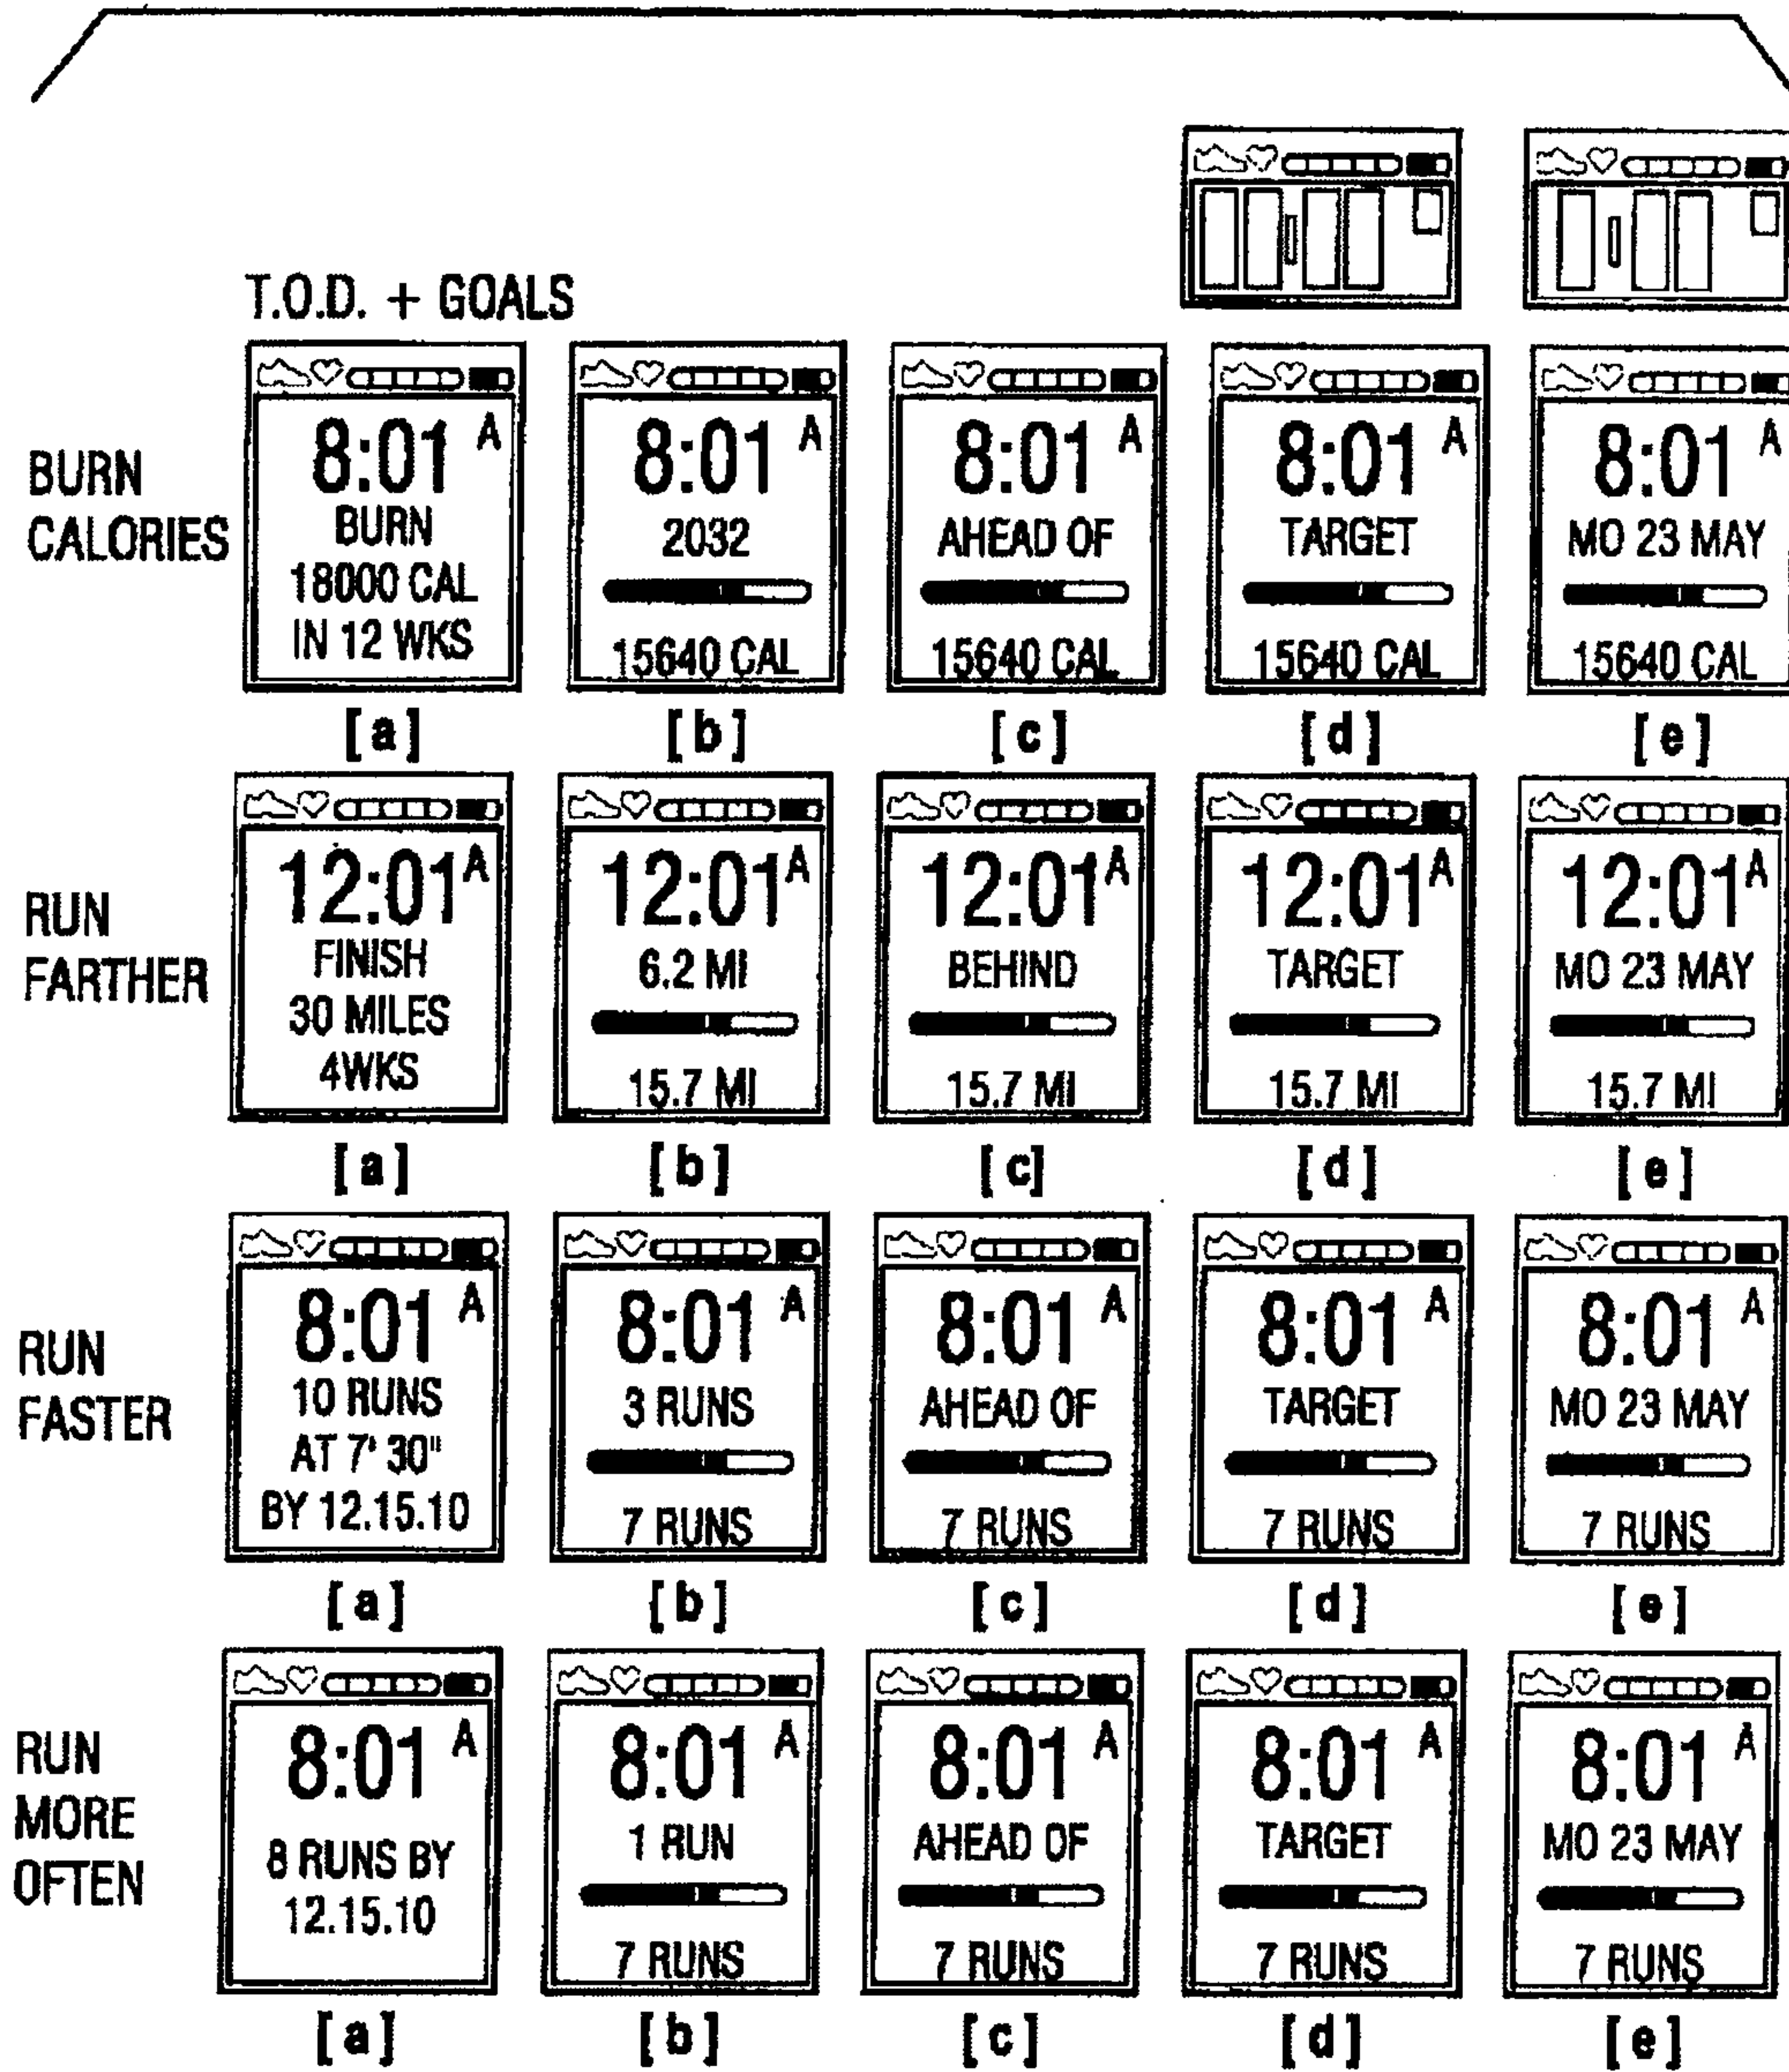 T.O.D. + GOALS
BURN
CALORIES
8:01 A
BURN
18000 CAL
IN 12 WKS
[a]
8:01 A
2032
15640 CAL
[b]
8:01 A
AHEAD OF
15640 CAL
[c]
8:01 A
TARGET
15640 CAL
[d]
8:01 A
MO 23 MAY
15640 CAL
[e]
RUN
FARTHER
12:01 A
FINISH
30 MILES
4WKS
[a]
12:01 A
6.2 MI
15.7 MI
[b]
12:01 A
BEHIND
15.7 MI
[c]
12:01 A
TARGET
15.7 MI
[d]
12:01 A
MO 23 MAY
15.7 MI
[e]
RUN
FASTER
8:01 A
10 RUNS
AT 7' 30"
BY 12.15.10
[a]
8:01 A
3 RUNS
7 RUNS
[b]
8:01 A
AHEAD OF
7 RUNS
[c]
8:01 A
TARGET
7 RUNS
[d]
8:01 A
MO 23 MAY
7 RUNS
[e]
RUN
MORE
OFTEN
8:01 A
8 RUNS BY
12.15.10
[a]
8:01 A
1 RUN
7 RUNS
[b]
8:01 A
AHEAD OF
7 RUNS
[c]
8:01 A
TARGET
7 RUNS
[d]
8:01 A
MO 23 MAY
7 RUNS
[e]